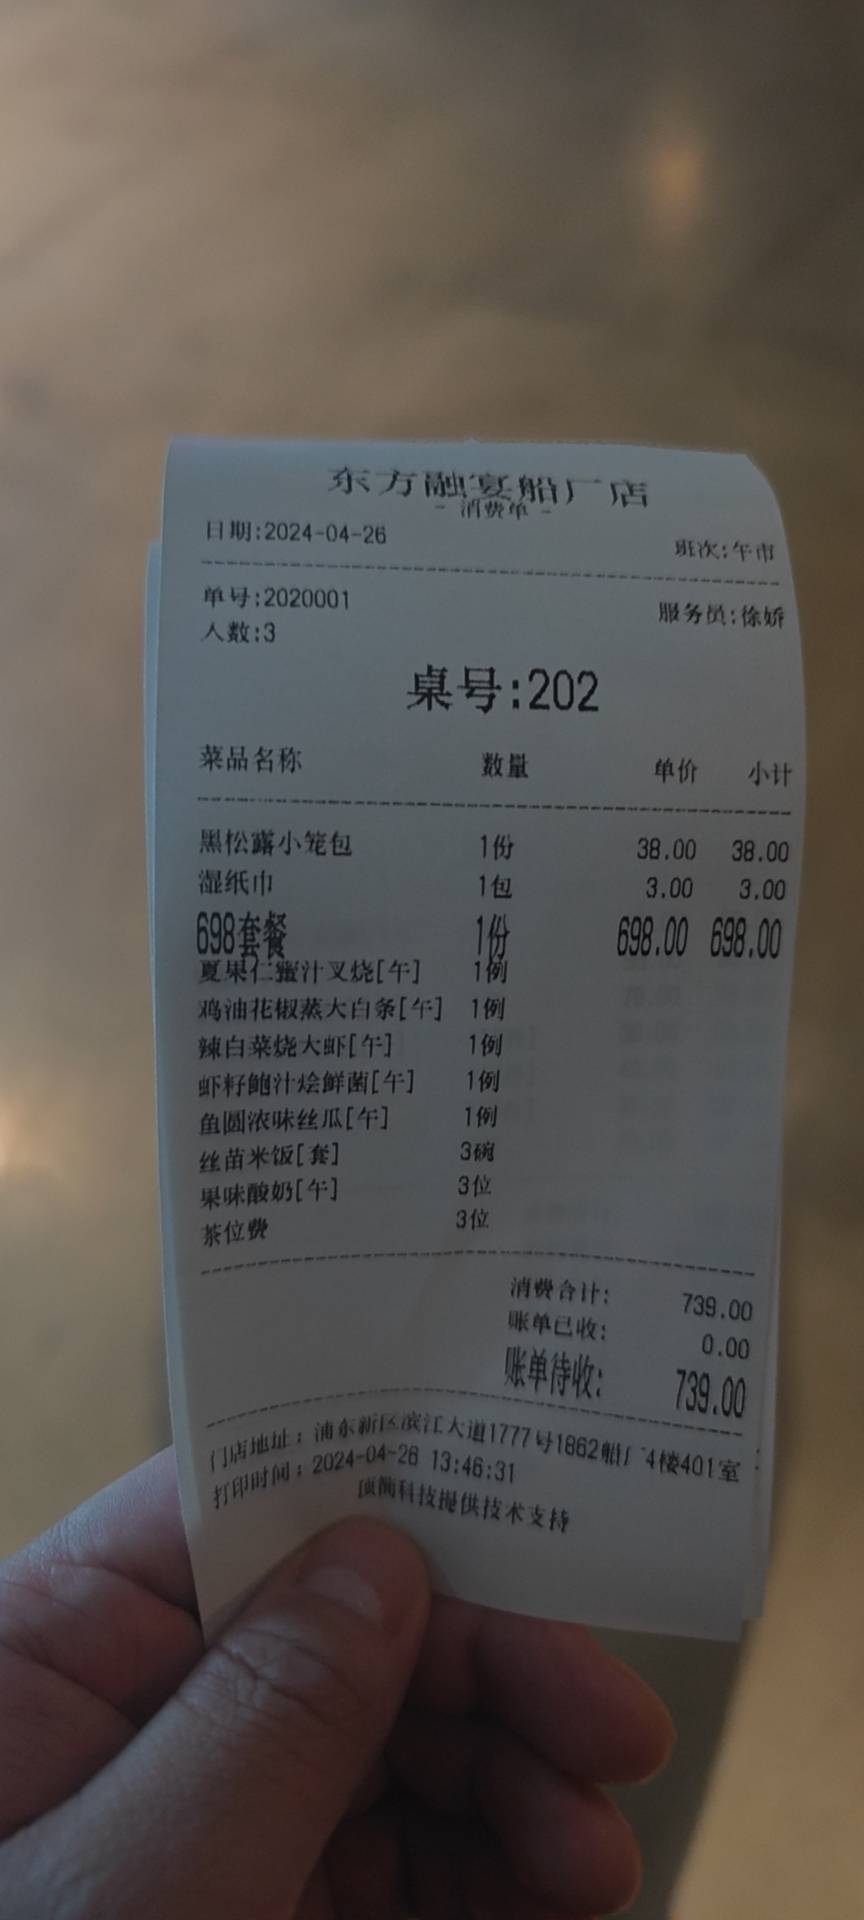 东方融宴船厂店
- 消费单 -
日期:2024-04-26 班次:午市
单号:2020001 服务员:徐娇
人数:3
桌号:202
菜品名称 数量 单价 小计
黑松露小笼包 1份 38.00 38.00
湿纸巾 1包 3.00 3.00
698套餐 1份 698.00 698.00
夏果仁蜜汁叉烧[午] 1例
鸡油花椒蒸大白条[午] 1例
辣白菜烧大虾[午] 1例
虾籽鲍汁烩鲜菌[午] 1例
鱼圆浓味丝瓜[午] 1例
丝苗米饭[套] 3碗
果味酸奶[午] 3位
茶位费 3位
消费合计: 739.00
账单已收: 0.00
账单待收: 739.00
门店地址：浦东新区滨江大道1777号1862船厂4楼401室
打印时间：2024-04-26 13:46:31
顶简科技提供技术支持